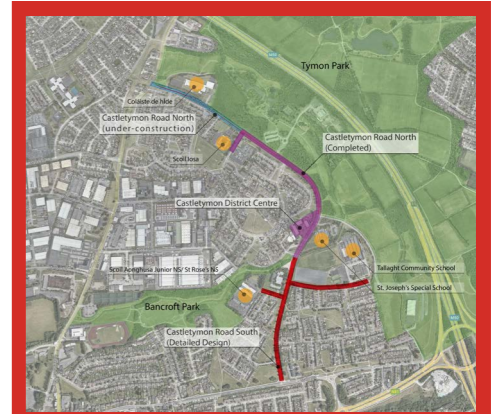 Tymon Park
Coláiste de hÍde
Castletymon Road North
(under-construction)
Scoil Iosa
Castletymon Road North
(Completed)
Castletymon District Centre
Scoil Aonghusa Junior NS/ St Rose's NS
Tallaght Community School
St. Joseph's Special School
Bancroft Park
Castletymon Road South
(Detailed Design)